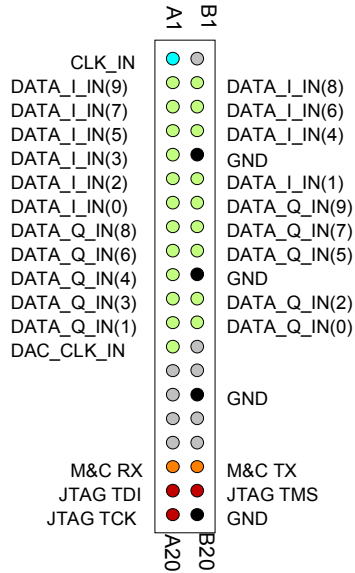 A1 B1
CLK_IN
DATA_I_IN(9) DATA_I_IN(8)
DATA_I_IN(7) DATA_I_IN(6)
DATA_I_IN(5) DATA_I_IN(4)
DATA_I_IN(3) GND
DATA_I_IN(2) DATA_I_IN(1)
DATA_I_IN(0) DATA_Q_IN(9)
DATA_Q_IN(8) DATA_Q_IN(7)
DATA_Q_IN(6) DATA_Q_IN(5)
DATA_Q_IN(4) GND
DATA_Q_IN(3) DATA_Q_IN(2)
DATA_Q_IN(1) DATA_Q_IN(0)
DAC_CLK_IN
GND
M&C RX M&C TX
JTAG TDI JTAG TMS
JTAG TCK GND
A20 B20